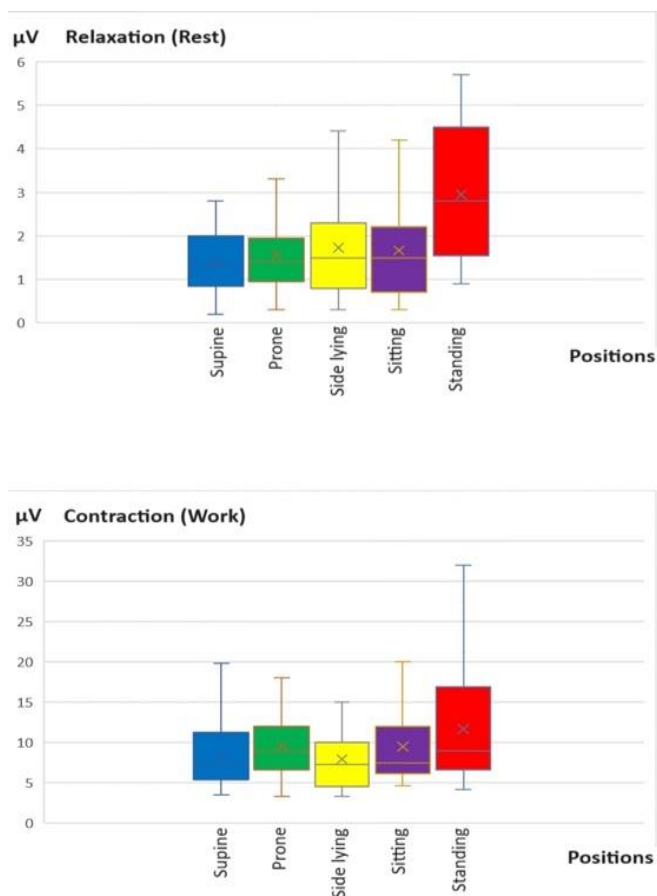 µV Relaxation (Rest)
6
5
4
3
2
1
0
Supine
Prone
Side lying
Sitting
Standing
Positions
µV Contraction (Work)
35
30
25
20
15
10
5
0
Supine
Prone
Side lying
Sitting
Standing
Positions